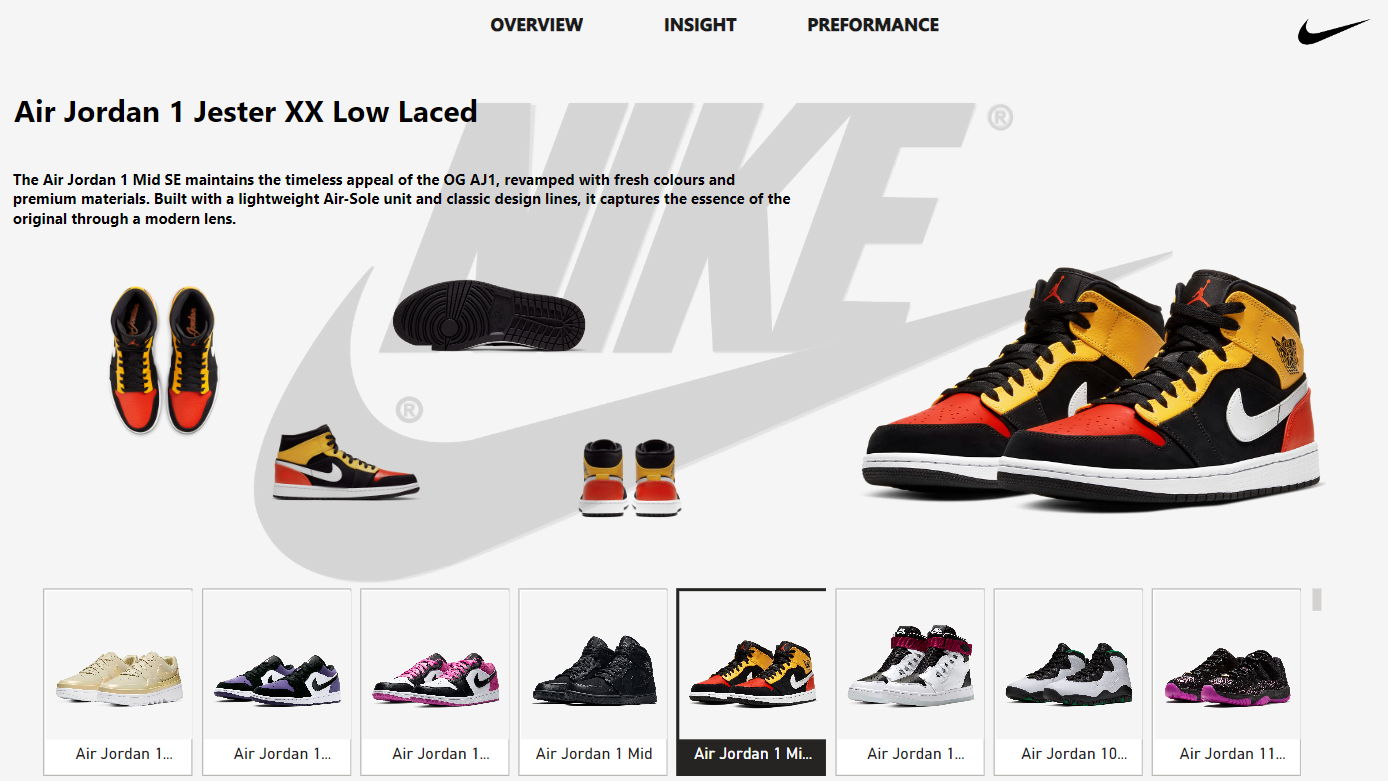 OVERVIEW
INSIGHT
PREFORMANCE
Air Jordan 1 Jester XX Low Laced
NIKE
®
The Air Jordan 1 Mid SE maintains the timeless appeal of the OG AJ1, revamped with fresh colours and
premium materials. Built with a lightweight Air-Sole unit and classic design lines, it captures the essence of the
original through a modern lens.
®
Air Jordan 1...
Air Jordan 1...
Air Jordan 1...
Air Jordan 1 Mid
Air Jordan 1 Mi...
Air Jordan 1...
Air Jordan 10...
Air Jordan 11...